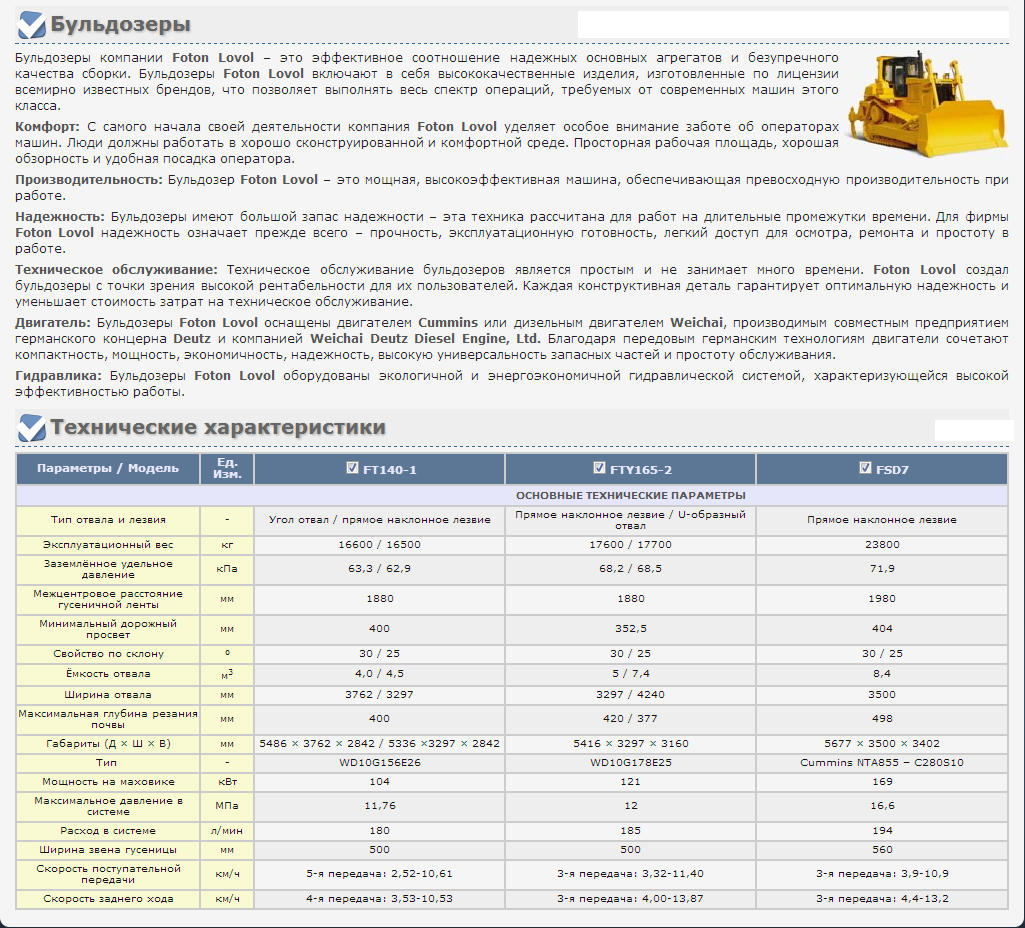 Бульдозеры
Бульдозеры компании Foton Lovol – это эффективное соотношение надежных основных агрегатов и безупречного
качества сборки. Бульдозеры Foton Lovol включают в себя высококачественные изделия, изготовленные по лицензии
всемирно известных брендов, что позволяет выполнять весь спектр операций, требуемых от современных машин этого
класса.
Комфорт: С самого начала своей деятельности компания Foton Lovol уделяет особое внимание заботе об операторах
машин. Люди должны работать в хорошо сконструированной и комфортной среде. Просторная рабочая площадь, хорошая
обзорность и удобная посадка оператора.
Производительность: Бульдозер Foton Lovol – это мощная, высокоэффективная машина, обеспечивающая превосходную производительность при
работе.
Надежность: Бульдозеры имеют большой запас надежности – эта техника рассчитана для работ на длительные промежутки времени. Для фирмы
Foton Lovol надежность означает прежде всего – прочность, эксплуатационную готовность, легкий доступ для осмотра, ремонта и простоту в
работе.
Техническое обслуживание: Техническое обслуживание бульдозеров является простым и не занимает много времени. Foton Lovol создал
бульдозеры с точки зрения высокой рентабельности для их пользователей. Каждая конструктивная деталь гарантирует оптимальную надежность и
уменьшает стоимость затрат на техническое обслуживание.
Двигатель: Бульдозеры Foton Lovol оснащены двигателем Cummins или дизельным двигателем Weichai, производимым совместным предприятием
германского концерна Deutz и компанией Weichai Deutz Diesel Engine, Ltd. Благодаря передовым германским технологиям двигатели сочетают
компактность, мощность, экономичность, надежность, высокую универсальность запасных частей и простоту обслуживания.
Гидравлика: Бульдозеры Foton Lovol оборудованы экологичной и энергоэкономичной гидравлической системой, характеризующейся высокой
эффективностью работы.
Технические характеристики
Параметры / Модель Ед. Изм. FT140-1 FTY165-2 FSD7
ОСНОВНЫЕ ТЕХНИЧЕСКИЕ ПАРАМЕТРЫ
Тип отвала и лезвия - Угол отвал / прямое наклонное лезвие Прямое наклонное лезвие / U-образный отвал Прямое наклонное лезвие
Эксплуатационный вес кг 16600 / 16500 17600 / 17700 23800
Заземлённое удельное давление кПа 63,3 / 62,9 68,2 / 68,5 71,9
Межцентровое расстояние гусеничной ленты мм 1880 1880 1980
Минимальный дорожный просвет мм 400 352,5 404
Свойство по склону º 30 / 25 30 / 25 30 / 25
Ёмкость отвала м3 4,0 / 4,5 5 / 7,4 8,4
Ширина отвала мм 3762 / 3297 3297 / 4240 3500
Максимальная глубина резания почвы мм 400 420 / 377 498
Габариты (Д × Ш × В) мм 5486 × 3762 × 2842 / 5336 ×3297 × 2842 5416 × 3297 × 3160 5677 × 3500 × 3402
Тип - WD10G156E26 WD10G178E25 Cummins NTA855 – C280S10
Мощность на маховике кВт 104 121 169
Максимальное давление в системе МПа 11,76 12 16,6
Расход в системе л/мин 180 185 194
Ширина звена гусеницы мм 500 500 560
Скорость поступательной передачи км/ч 5-я передача: 2,52-10,61 3-я передача: 3,32-11,40 3-я передача: 3,9-10,9
Скорость заднего хода км/ч 4-я передача: 3,53-10,53 3-я передача: 4,00-13,87 3-я передача: 4,4-13,2